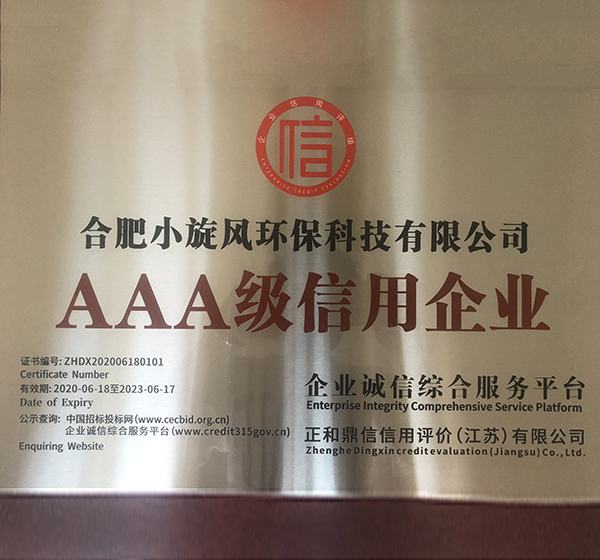 企业信用评级
信
ENTERPRISE CREDIT EVALUATION
合肥小旋风环保科技有限公司
AAA级信用企业
证书编号: ZHDX202006180101
Certificate Number
有效期: 2020-06-18至2023-06-17
Date of Expiry
公示查询: 中国招标投标网(www.cecbid.org.cn)
企业诚信综合服务平台(www.credit315gov.cn)
Enquiring Website
企业诚信综合服务平台
Enterprise Integrity Comprehensive Service Platform
正和鼎信信用评价(江苏)有限公司
Zhenghe Dingxin credit evaluation (Jiangsu) Co., Ltd.